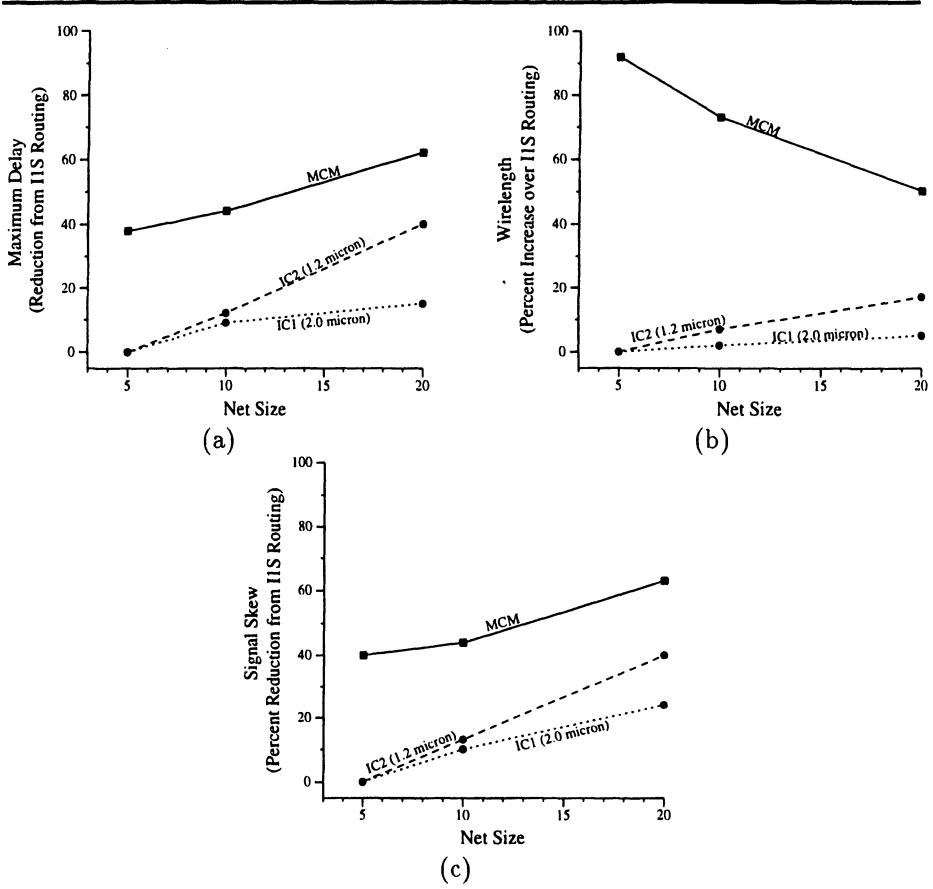 100
80
60
40
20
0
Maximum Delay
(Reduction from I1S Routing)
MCM
IC2 (1.2 micron)
IC1 (2.0 micron)
5
10
15
20
Net Size
(a)
100
80
60
40
20
0
Wirelength
(Percent Increase over I1S Routing)
MCM
IC2 (1.2 micron)
IC1 (2.0 micron)
5
10
15
20
Net Size
(b)
100
80
60
40
20
0
Signal Skew
(Percent Reduction from I1S Routing)
MCM
IC2 (1.2 micron)
IC1 (2.0 micron)
5
10
15
20
Net Size
(c)